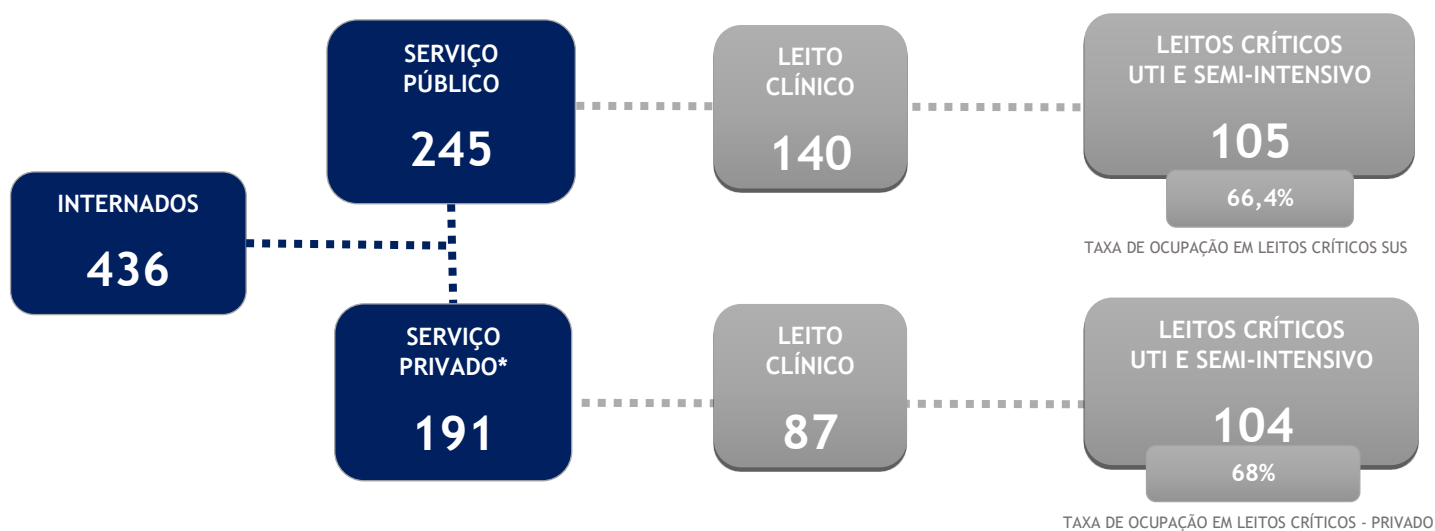 INTERNADOS
436
SERVIÇO
PÚBLICO
245
LEITO
CLÍNICO
140
LEITOS CRÍTICOS
UTI E SEMI-INTENSIVO
105
66,4%
TAXA DE OCUPAÇÃO EM LEITOS CRÍTICOS SUS
SERVIÇO
PRIVADO*
191
LEITO
CLÍNICO
87
LEITOS CRÍTICOS
UTI E SEMI-INTENSIVO
104
68%
TAXA DE OCUPAÇÃO EM LEITOS CRÍTICOS - PRIVADO